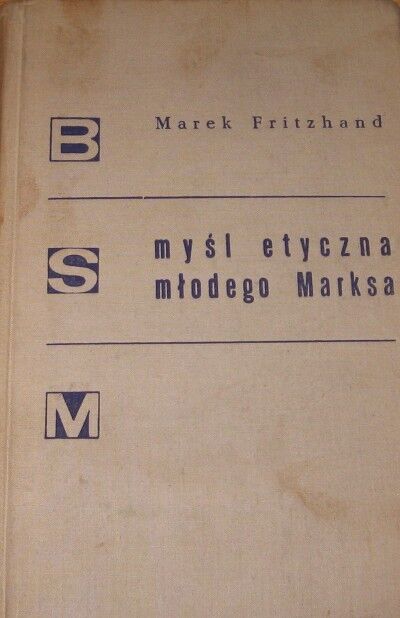 B
Marek Fritzhand
S
myśl etyczna
młodego Marksa
M